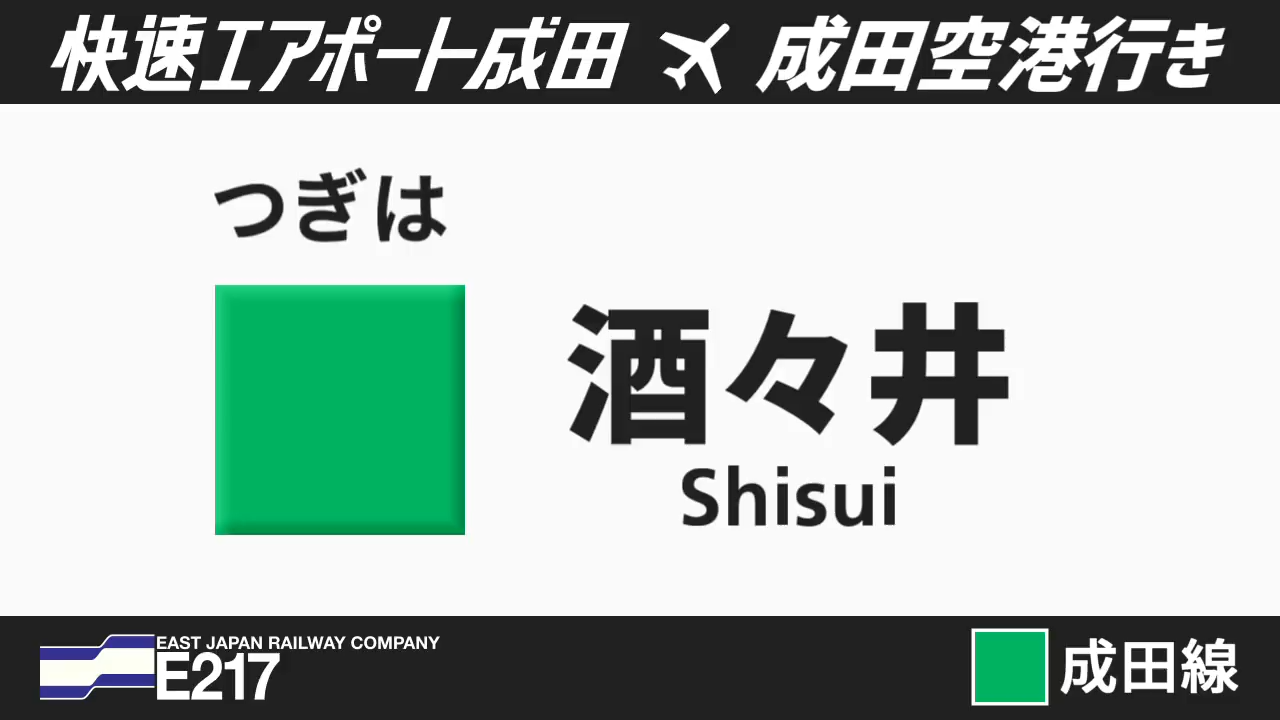 快速エアポート成田 ✈ 成田空港行き
つぎは
酒々井
Shisui
EAST JAPAN RAILWAY COMPANY
E217
成田線